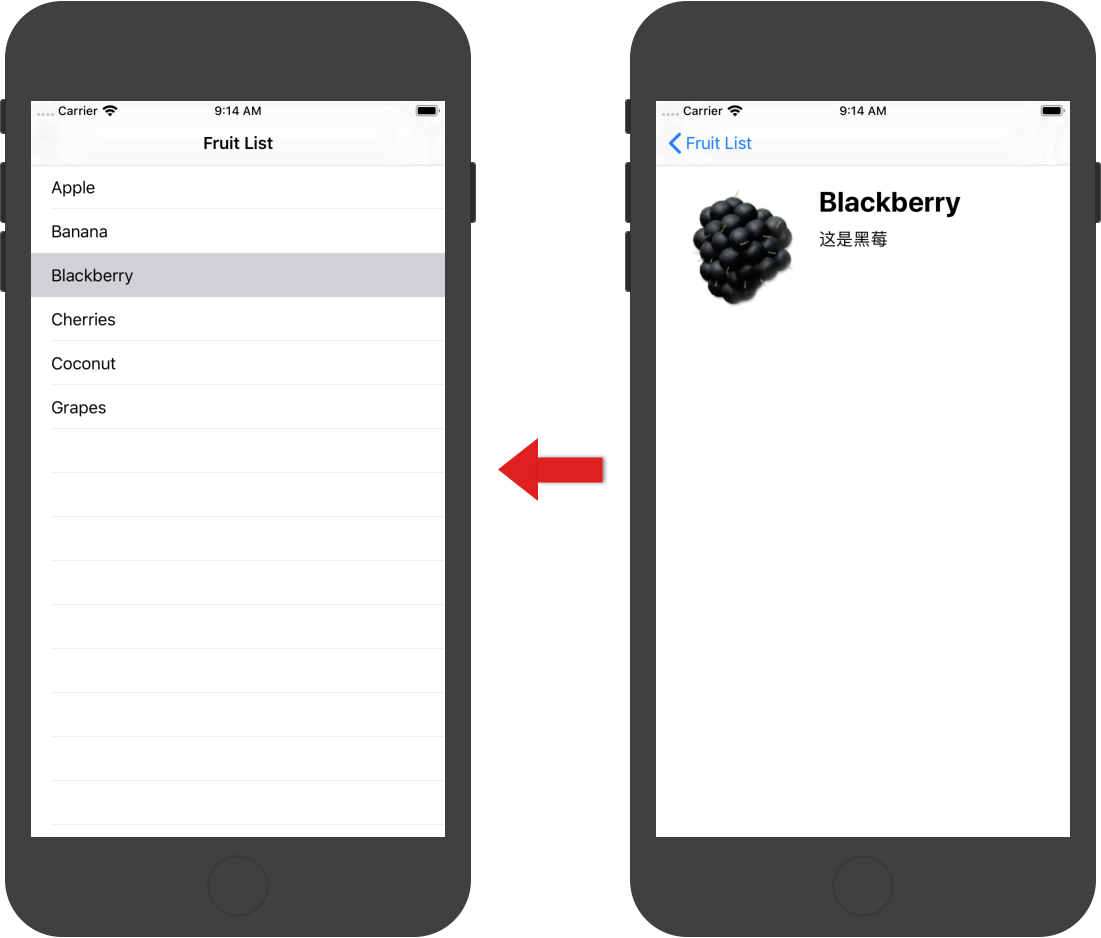 Carrier 9:14 AM
Fruit List
Apple
Banana
Blackberry
Cherries
Coconut
Grapes
Carrier 9:14 AM
Fruit List
Blackberry
这是黑莓